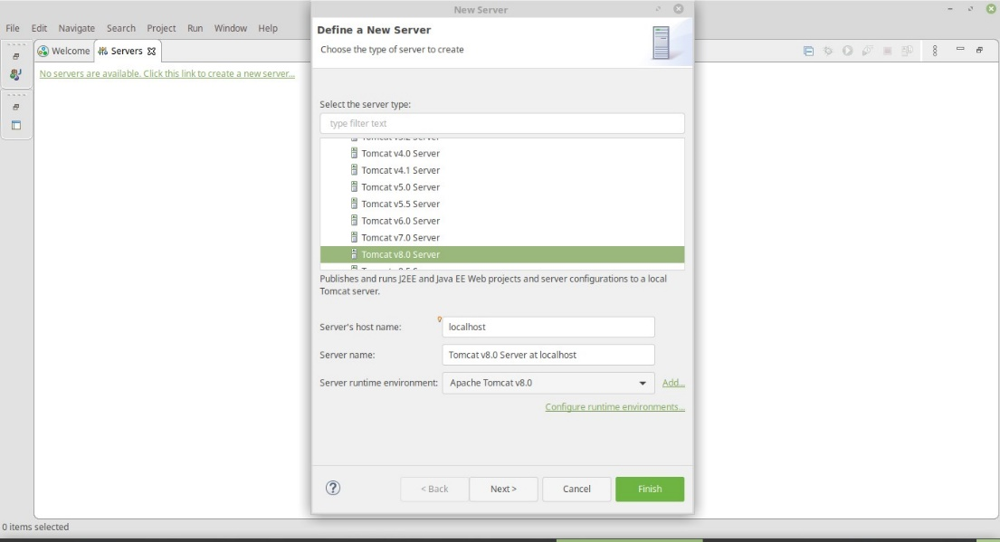 New Server
File Edit Navigate Search Project Run Window Help
Define a New Server
Choose the type of server to create
Welcome Servers
No servers are available. Click this link to create a new server...
Select the server type:
type filter text
Tomcat v4.0 Server
Tomcat v4.1 Server
Tomcat v5.0 Server
Tomcat v5.5 Server
Tomcat v6.0 Server
Tomcat v7.0 Server
Tomcat v8.0 Server
Publishes and runs J2EE and Java EE Web projects and server configurations to a local
Tomcat server.
Server's host name: localhost
Server name: Tomcat v8.0 Server at localhost
Server runtime environment: Apache Tomcat v8.0 Add...
Configure runtime environments...
< Back Next > Cancel Finish
0 items selected